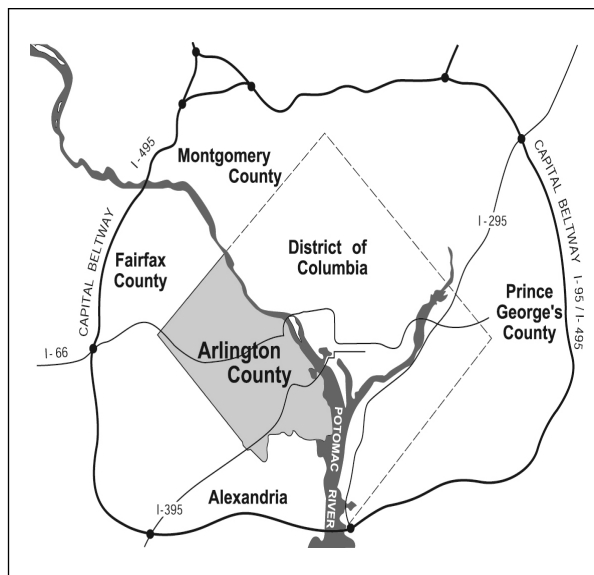 I-495
Montgomery
County
CAPITAL BELTWAY
I-295
CAPITAL BELTWAY I-95 / I-495
District of
Columbia
Fairfax
County
Prince
George's
County
I-66
Arlington
County
POTOMAC RIVER
Alexandria
I-395